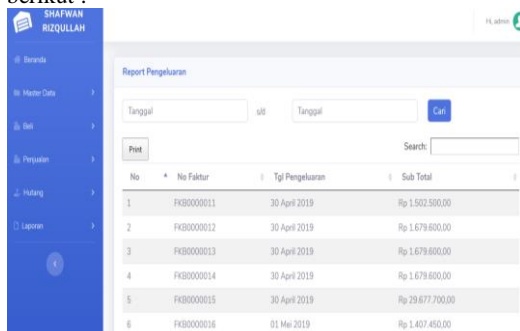 berikut :
SHAFWAN
RIZQULLAH
Hi, admin
Beranda
Master Data
Beli
Penjualan
Hutang
Laporan
Report Pengeluaran
Tanggal s/d Tanggal Cari
Print Search:
No No Faktur Tgl Pengeluaran Sub Total
1 FKB0000011 30 April 2019 Rp 1.502.500,00
2 FKB0000012 30 April 2019 Rp 1.679.600,00
3 FKB0000013 30 April 2019 Rp 1.679.600,00
4 FKB0000014 30 April 2019 Rp 1.679.600,00
5 FKB0000015 30 April 2019 Rp 29.677.700,00
6 FKB0000016 01 Mei 2019 Rp 1.407.450,00